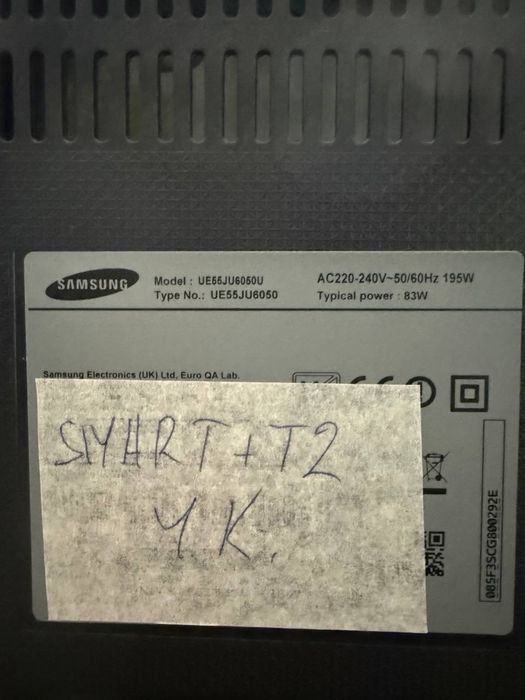 SAMSUNG
Model : UE55JU6050U
Type No.: UE55JU6050
AC220-240V~50/60Hz 195W
Typical power : 83W
Samsung Electronics (UK) Ltd, Euro QA Lab.
SMART+T2
4K.
085F3SCG800292E